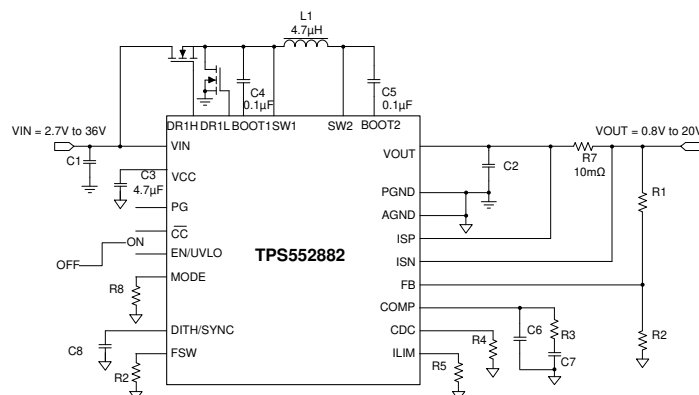 L1
4.7µH
C4
0.1µF
C5
0.1µF
VIN = 2.7V to 36V
DR1H DR1L BOOT1 SW1 SW2 BOOT2
VOUT = 0.8V to 20V
C1
VIN
VOUT
R7
10mΩ
C2
C3
4.7µF
VCC
PGND
R1
PG
AGND
CC
ISP
ON
OFF
EN/UVLO
TPS552882
ISN
MODE
FB
R8
COMP
C6
R3
R2
DITH/SYNC
CDC
R4
C8
C7
FSW
ILIM
R2
R5